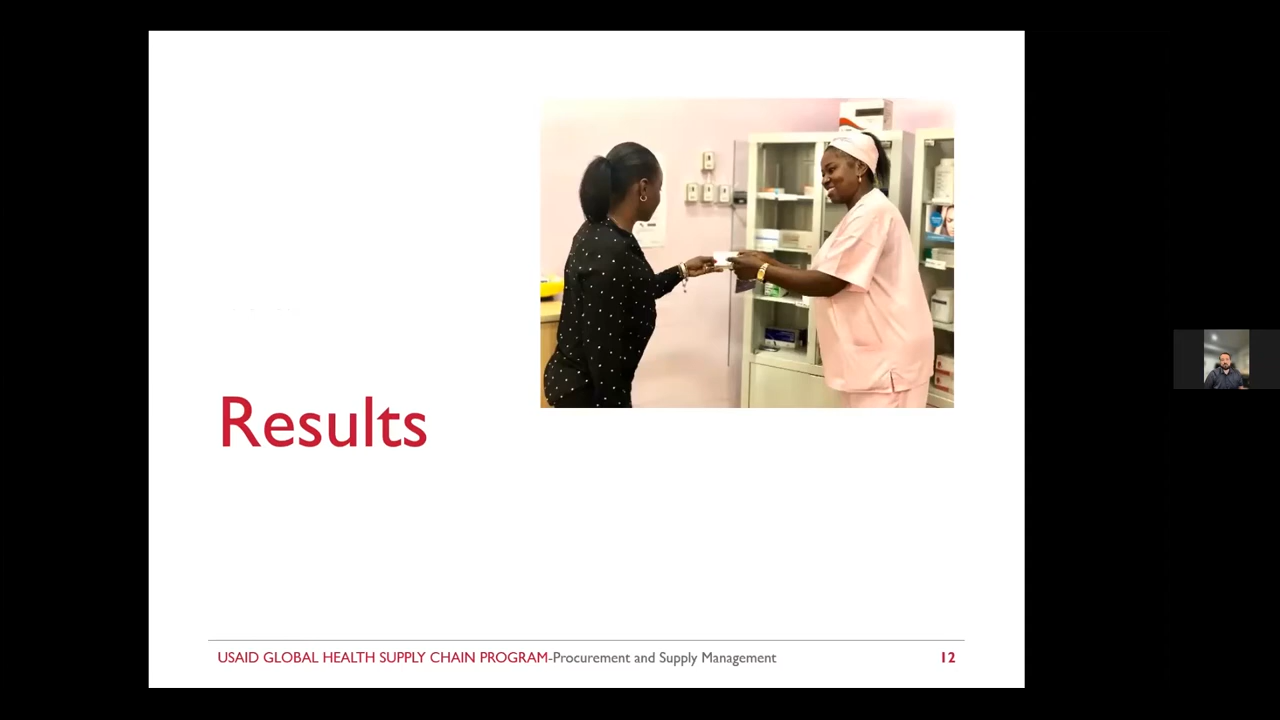 Results
USAID GLOBAL HEALTH SUPPLY CHAIN PROGRAM-Procurement and Supply Management
12